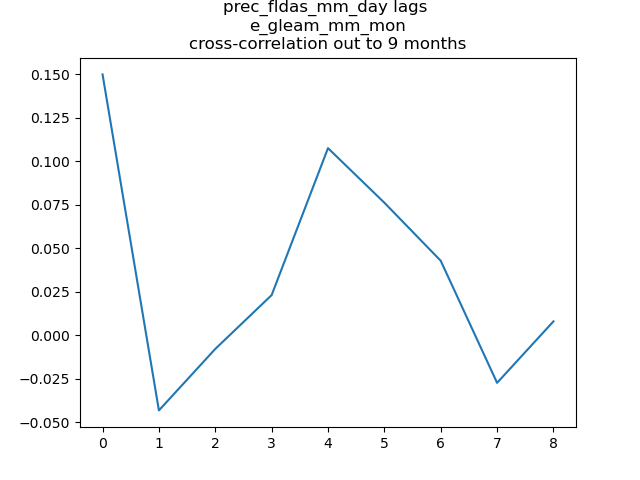 prec_fldas_mm_day lags
e_gleam_mm_mon
cross-correlation out to 9 months
0.150
0.125
0.100
0.075
0.050
0.025
0.000
−0.025
−0.050
0 1 2 3 4 5 6 7 8